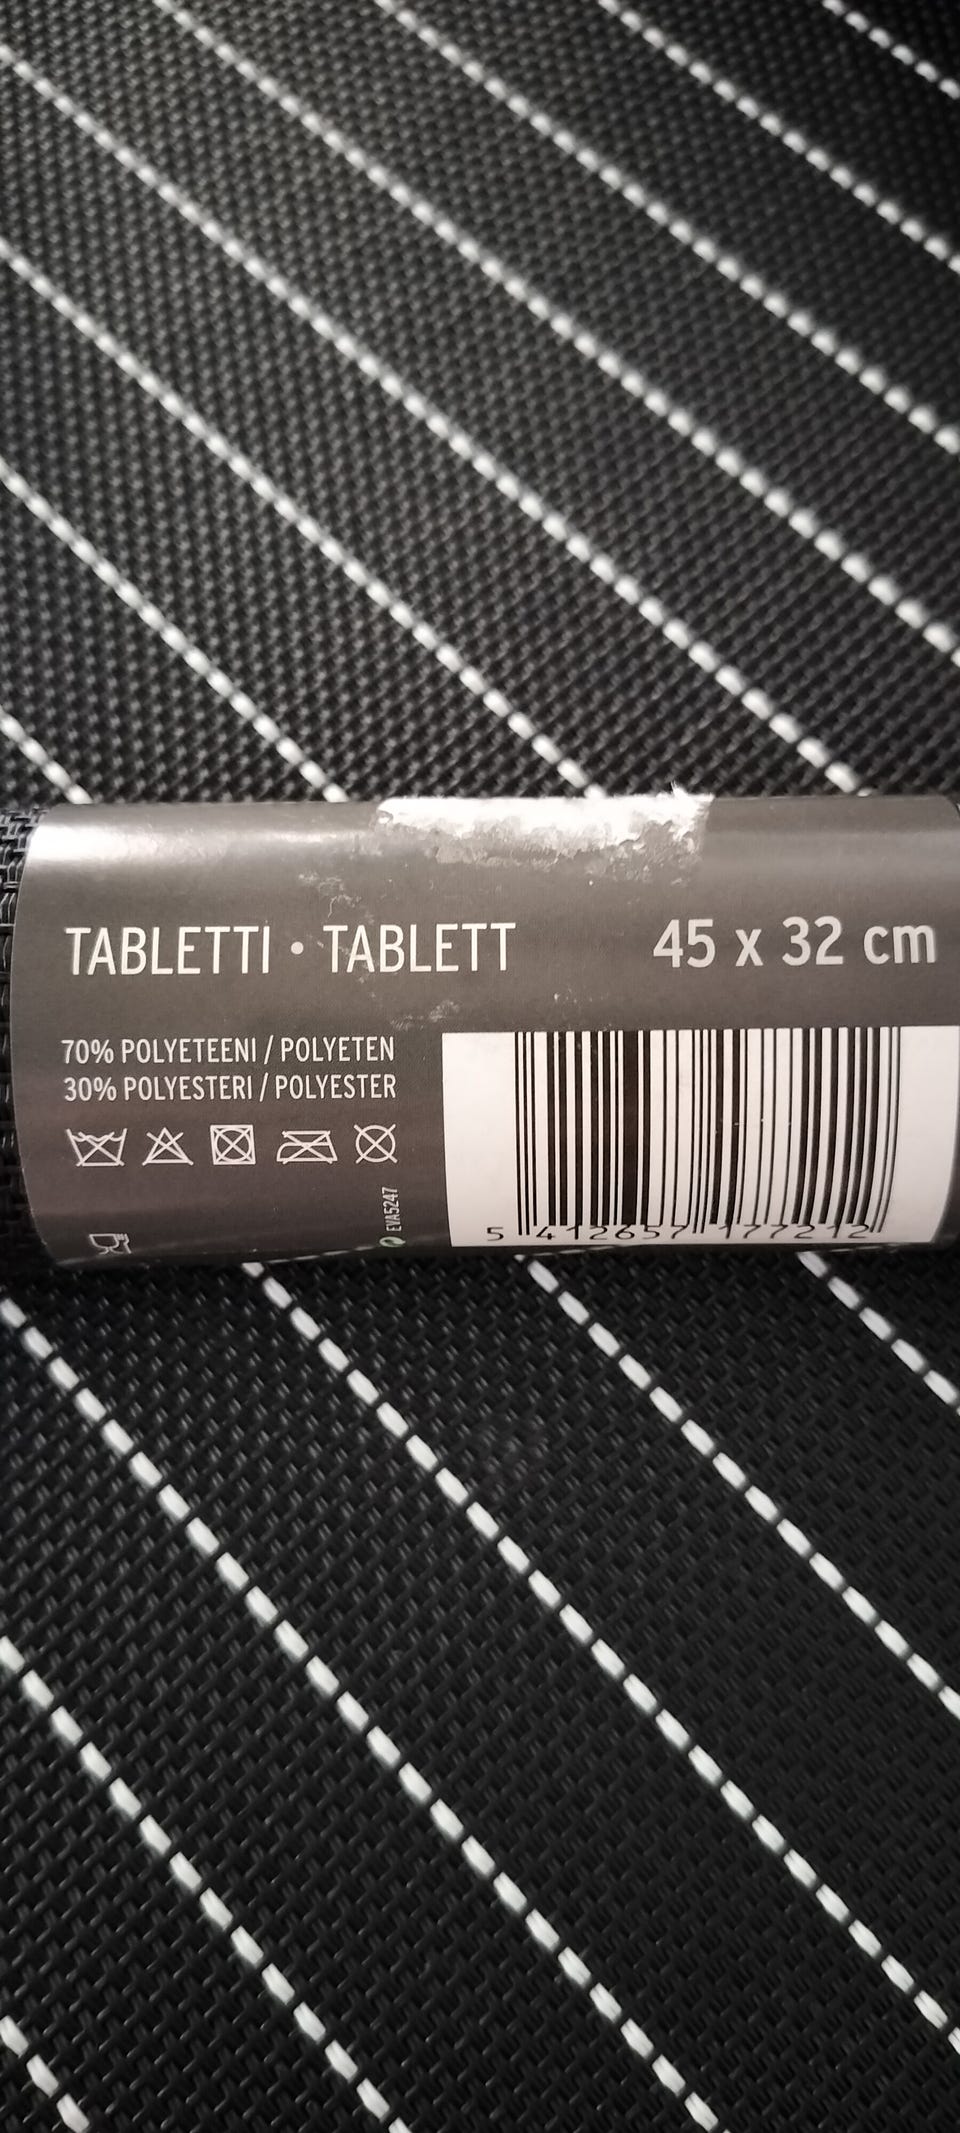 TABLETTI • TABLETT 45 x 32 cm
70% POLYETEENI / POLYETEN
30% POLYESTERI / POLYESTER
EVA5247
5 412657 177212